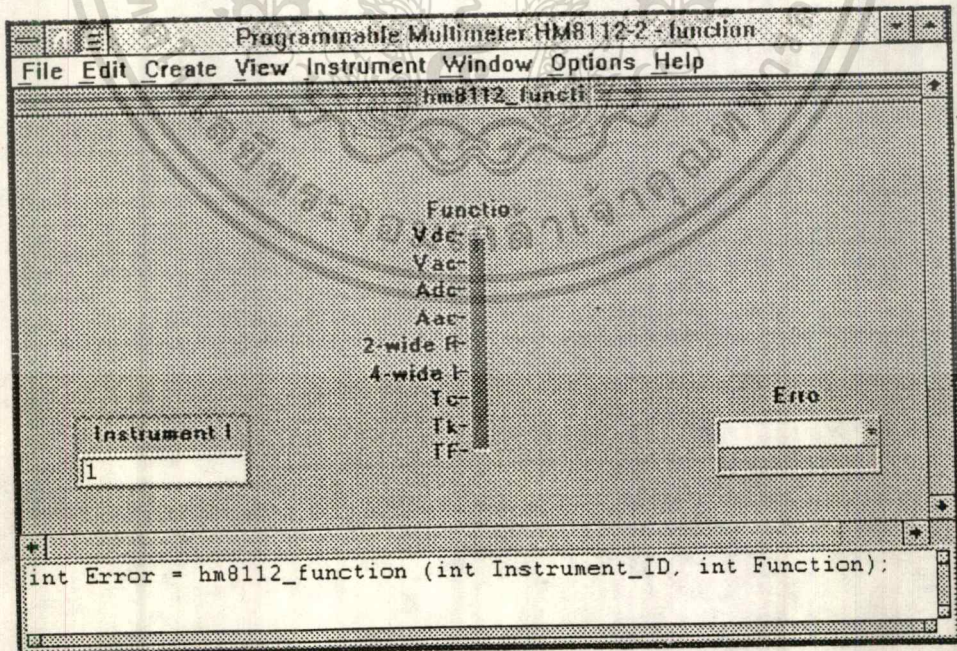 Programmable Multimeter HM8112-2 - function
File Edit Create View Instrument Window Options Help
hm8112_functi
Functio
Vdc
Vac
Adc
Aac
2-wide R
4-wide
Tc
Tk
TF
Instrument I
1
Erro
int Error = hm8112_function (int Instrument_ID, int Function);